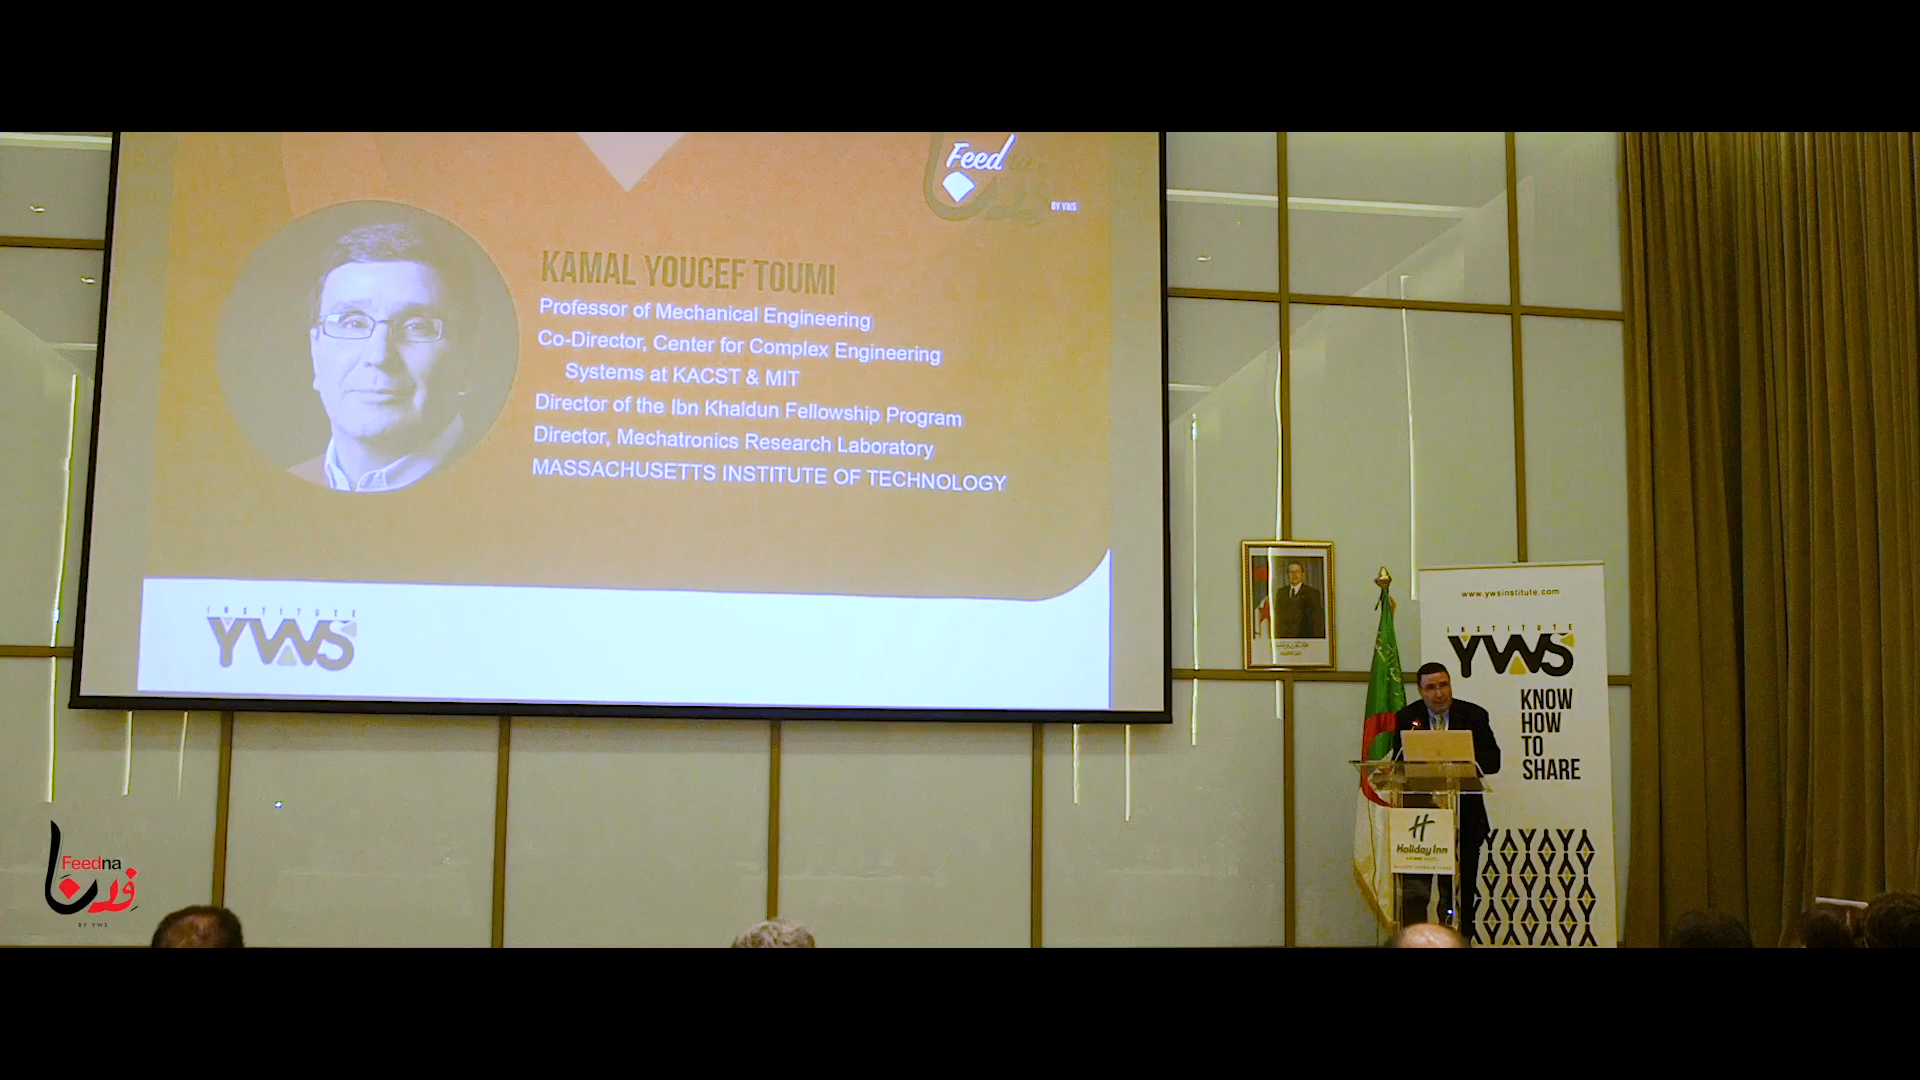 Feed
BY YWS
KAMAL YOUCEF TOUMI
Professor of Mechanical Engineering
Co-Director, Center for Complex Engineering
Systems at KACST & MIT
Director of the Ibn Khaldun Fellowship Program
Director, Mechatronics Research Laboratory
MASSACHUSETTS INSTITUTE OF TECHNOLOGY
INSTITUTE
YWS
www.ywsinstitute.com
INSTITUTE
YWS
KNOW
HOW
TO
SHARE
H
Holiday Inn
Feedna
فدنا
BY YWS